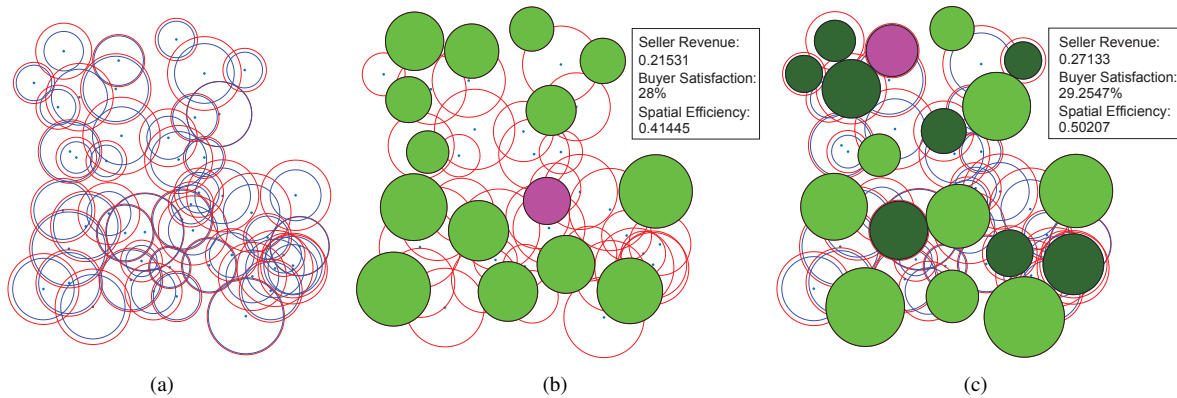 Seller Revenue:
0.21531
Buyer Satisfaction:
28%
Spatial Efficiency:
0.41445
Seller Revenue:
0.27133
Buyer Satisfaction:
29.2547%
Spatial Efficiency:
0.50207
(a)
(b)
(c)